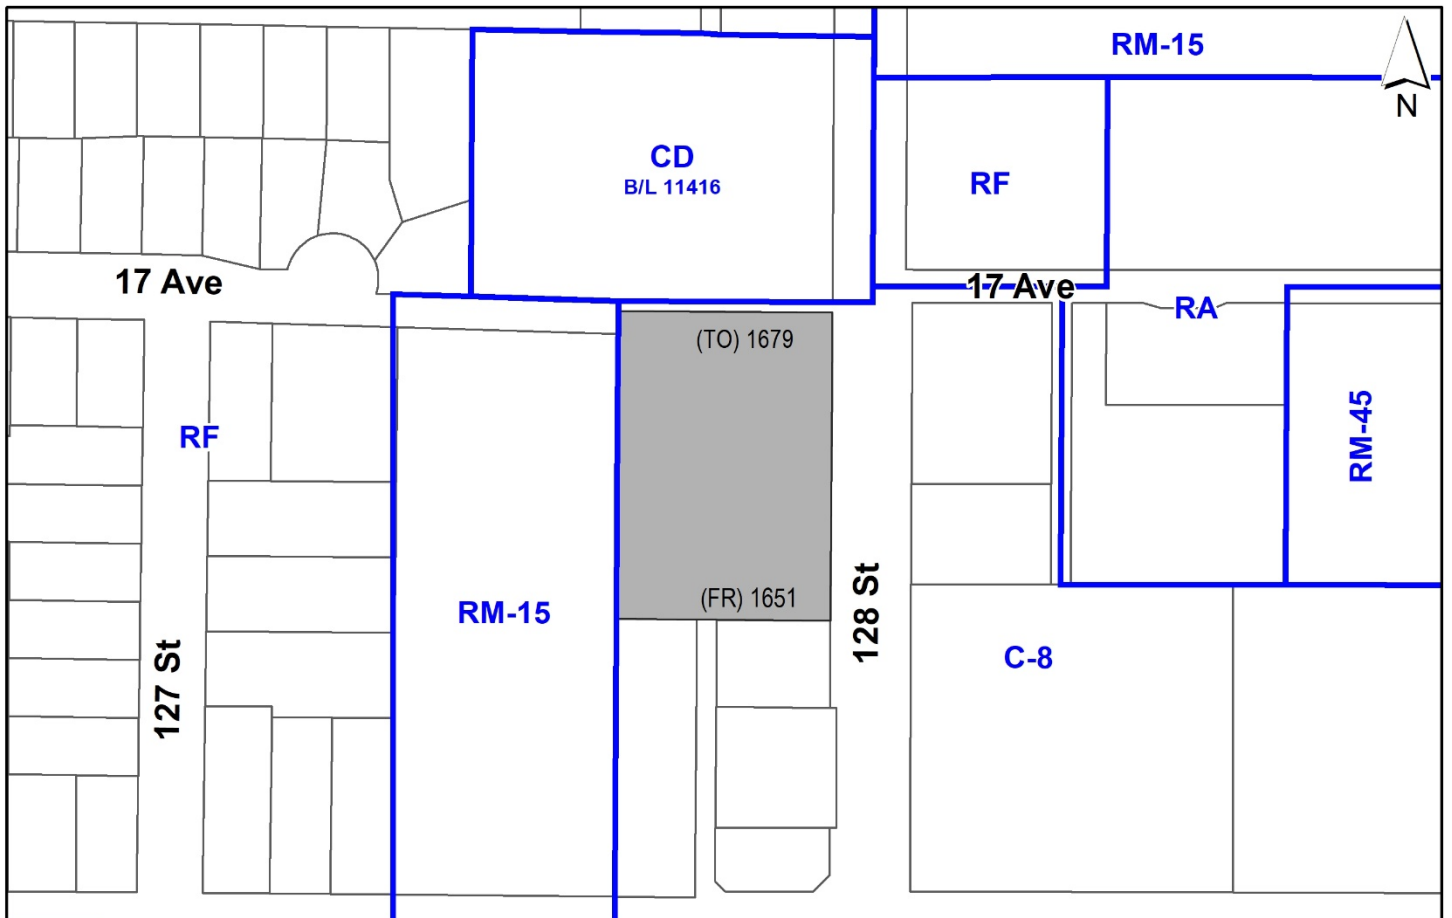 RM-15
N
CD
B/L 11416
RF
17 Ave
17 Ave
RA
(TO) 1679
RF
RM-45
(FR) 1651
RM-15
128 St
C-8
127 St